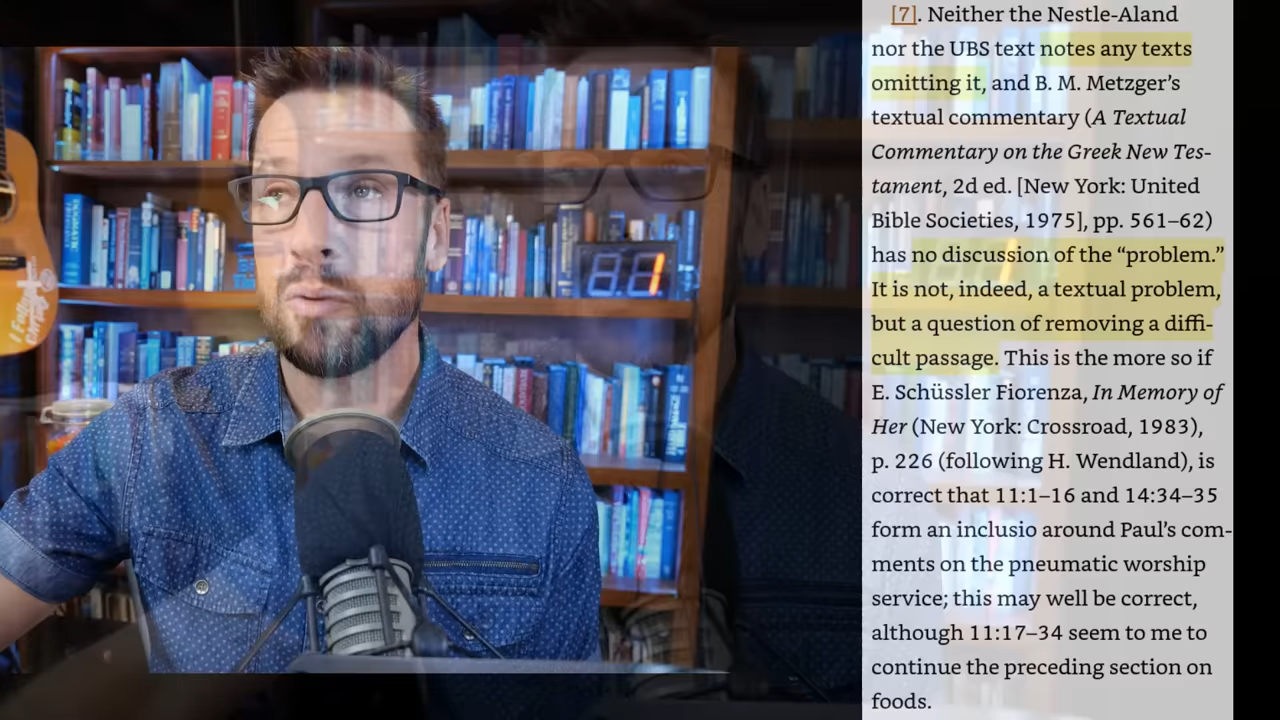 [7]. Neither the Nestle-Aland
nor the UBS text notes any texts
omitting it, and B. M. Metzger’s
textual commentary (A Textual
Commentary on the Greek New Tes-
tament, 2d ed. [New York: United
Bible Societies, 1975], pp. 561–62)
has no discussion of the “problem.”
It is not, indeed, a textual problem,
but a question of removing a diffi-
cult passage. This is the more so if
E. Schüssler Fiorenza, In Memory of
Her (New York: Crossroad, 1983),
p. 226 (following H. Wendland), is
correct that 11:1–16 and 14:34–35
form an inclusio around Paul’s com-
ments on the pneumatic worship
service; this may well be correct,
although 11:17–34 seem to me to
continue the preceding section on
foods.